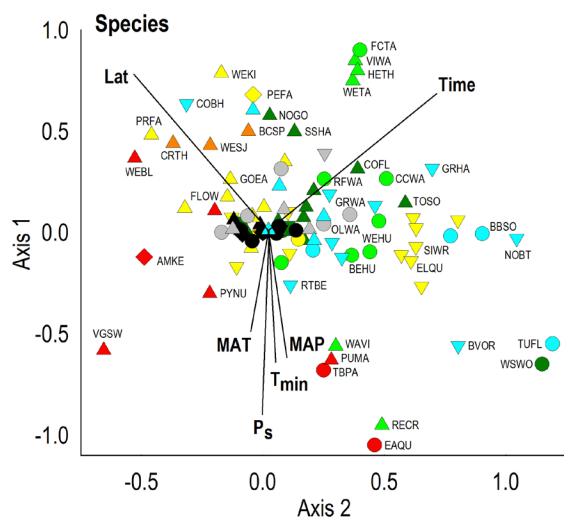 1.0
Species
FCTA
WEKI
VIWA
HETH
Lat
WETA
Time
COBH
PEFA
0.5
PRFA
NOGO
BCSP
SSHA
CRTH
WESJ
WEBL
GOEA
COFL
GRHA
RFWA
CCWA
FLOW
GRWA
TOSO
Axis 1
0.0
OLWA
BBSO
WEHU
SIWR
AMKE
BEHU
ELQU
NOBT
PYNU
RTBE
-0.5
MAT
MAP
VGSW
WAVI
BVOR
TUFL
PUMA
Tmin
TBPA
WSWO
Ps
RECR
-1.0
EAQU
-0.5
0.0
0.5
1.0
Axis 2